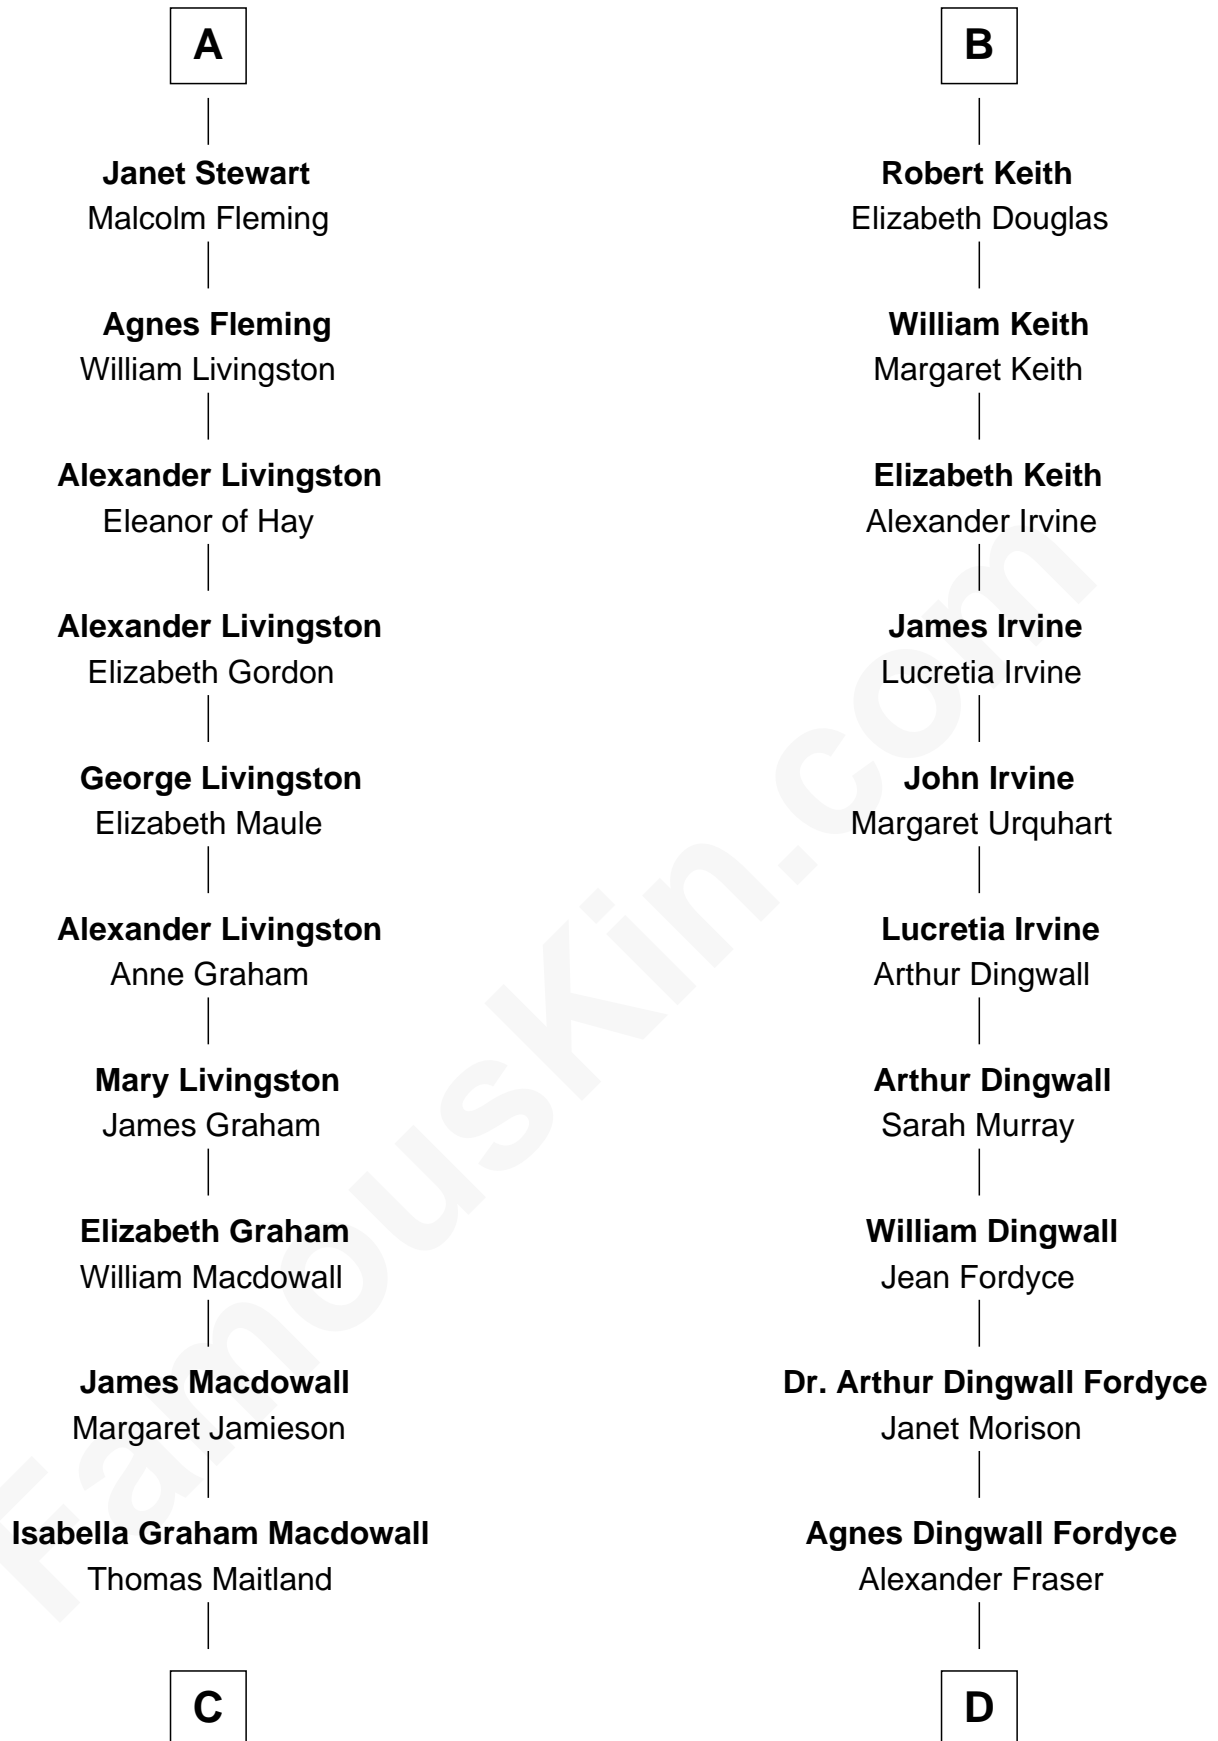 A
Janet Stewart
Malcolm Fleming
Agnes Fleming
William Livingston
Alexander Livingston
Eleanor of Hay
Alexander Livingston
Elizabeth Gordon
George Livingston
Elizabeth Maule
Alexander Livingston
Anne Graham
Mary Livingston
James Graham
Elizabeth Graham
William Macdowall
James Macdowall
Margaret Jamieson
Isabella Graham Macdowall
Thomas Maitland
C
B
Robert Keith
Elizabeth Douglas
William Keith
Margaret Keith
Elizabeth Keith
Alexander Irvine
James Irvine
Lucretia Irvine
John Irvine
Margaret Urquhart
Lucretia Irvine
Arthur Dingwall
Arthur Dingwall
Sarah Murray
William Dingwall
Jean Fordyce
Dr. Arthur Dingwall Fordyce
Janet Morison
Agnes Dingwall Fordyce
Alexander Fraser
D
FamousKin.com